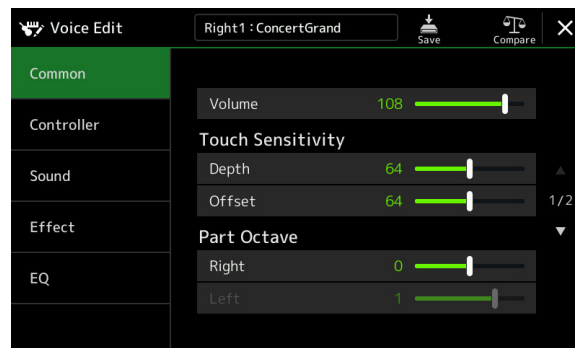 Voice Edit
Right1 : ConcertGrand
Save
Compare
Common
Controller
Sound
Effect
EQ
Volume 108
Touch Sensitivity
Depth 64
Offset 64
1/2
Part Octave
Right 0
Left 1